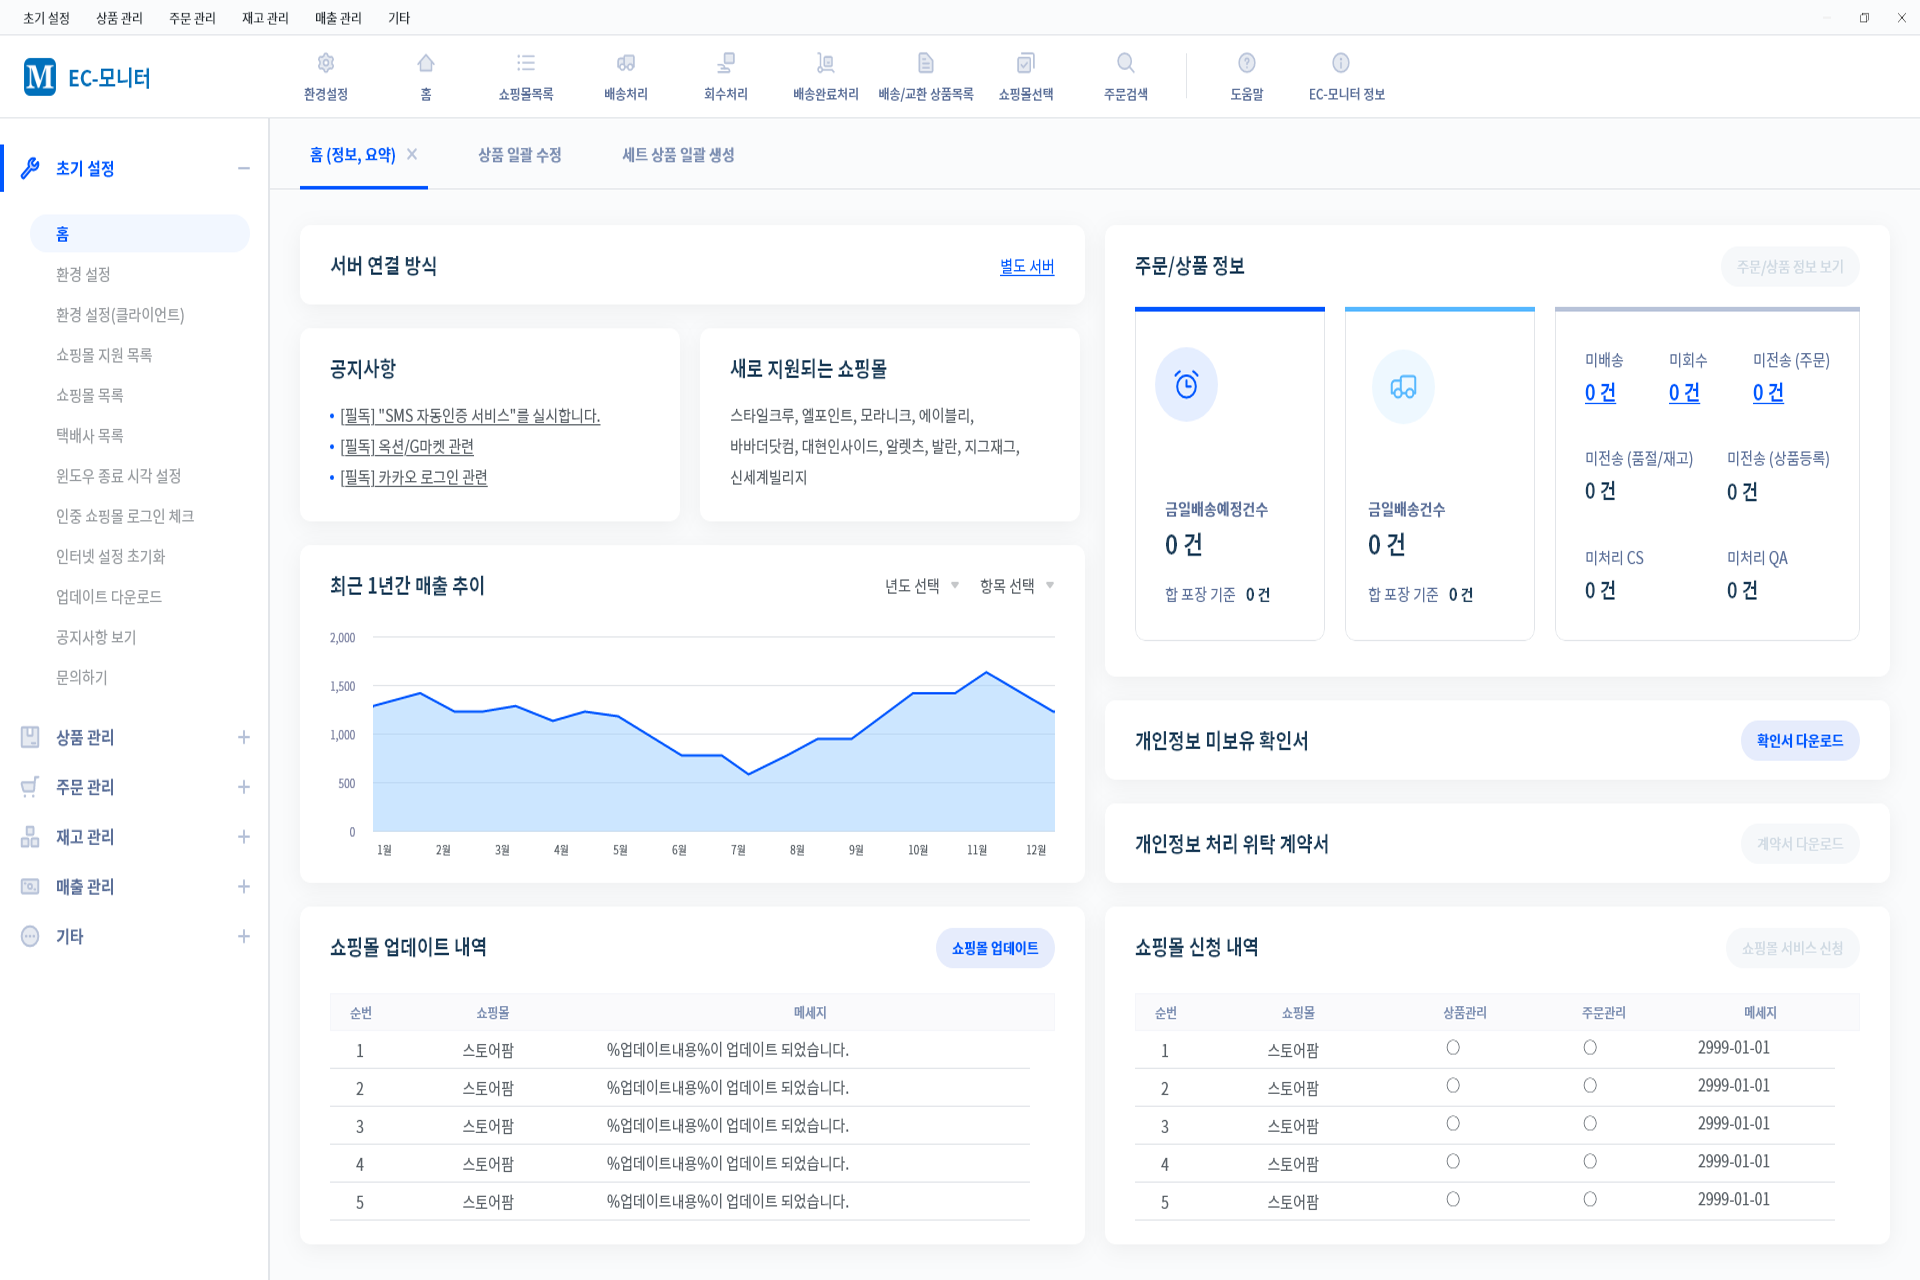 초기 설정 상품 관리 주문 관리 재고 관리 매출 관리 기타
M EC-모니터
환경설정 홈 쇼핑몰목록 배송처리 회수처리 배송완료처리 배송/교환 상품목록 쇼핑몰선택 주문검색 도움말 EC-모니터 정보
초기 설정
홈
환경 설정
환경 설정(클라이언트)
쇼핑몰 지원 목록
쇼핑몰 목록
택배사 목록
윈도우 종료 시각 설정
인중 쇼핑몰 로그인 체크
인터넷 설정 초기화
업데이트 다운로드
공지사항 보기
문의하기
상품 관리
주문 관리
재고 관리
매출 관리
기타
홈 (정보, 요약) 상품 일괄 수정 세트 상품 일괄 생성
서버 연결 방식 별도 서버
공지사항
• [필독] "SMS 자동인증 서비스"를 실시합니다.
• [필독] 옥션/G마켓 관련
• [필독] 카카오 로그인 관련
새로 지원되는 쇼핑몰
스타일크루, 엘포인트, 모라니크, 에이블리,
바바더닷컴, 대현인사이드, 알렛츠, 발란, 지그재그,
신세계빌리지
최근 1년간 매출 추이 년도 선택 항목 선택
2,000
1,500
1,000
500
0
1월 2월 3월 4월 5월 6월 7월 8월 9월 10월 11월 12월
쇼핑몰 업데이트 내역 쇼핑몰 업데이트
순번 쇼핑몰 메세지
1 스토어팜 %업데이트내용%이 업데이트 되었습니다.
2 스토어팜 %업데이트내용%이 업데이트 되었습니다.
3 스토어팜 %업데이트내용%이 업데이트 되었습니다.
4 스토어팜 %업데이트내용%이 업데이트 되었습니다.
5 스토어팜 %업데이트내용%이 업데이트 되었습니다.
주문/상품 정보 주문/상품 정보 보기
금일배송예정건수
0 건
합 포장 기준 0 건
금일배송건수
0 건
합 포장 기준 0 건
미배송 미회수 미전송 (주문)
0 건 0 건 0 건
미전송 (품절/재고) 미전송 (상품등록)
0 건 0 건
미처리 CS 미처리 QA
0 건 0 건
개인정보 미보유 확인서 확인서 다운로드
개인정보 처리 위탁 계약서 계약서 다운로드
쇼핑몰 신청 내역 쇼핑몰 서비스 신청
순번 쇼핑몰 상품관리 주문관리 메세지
1 스토어팜 ○ ○ 2999-01-01
2 스토어팜 ○ ○ 2999-01-01
3 스토어팜 ○ ○ 2999-01-01
4 스토어팜 ○ ○ 2999-01-01
5 스토어팜 ○ ○ 2999-01-01